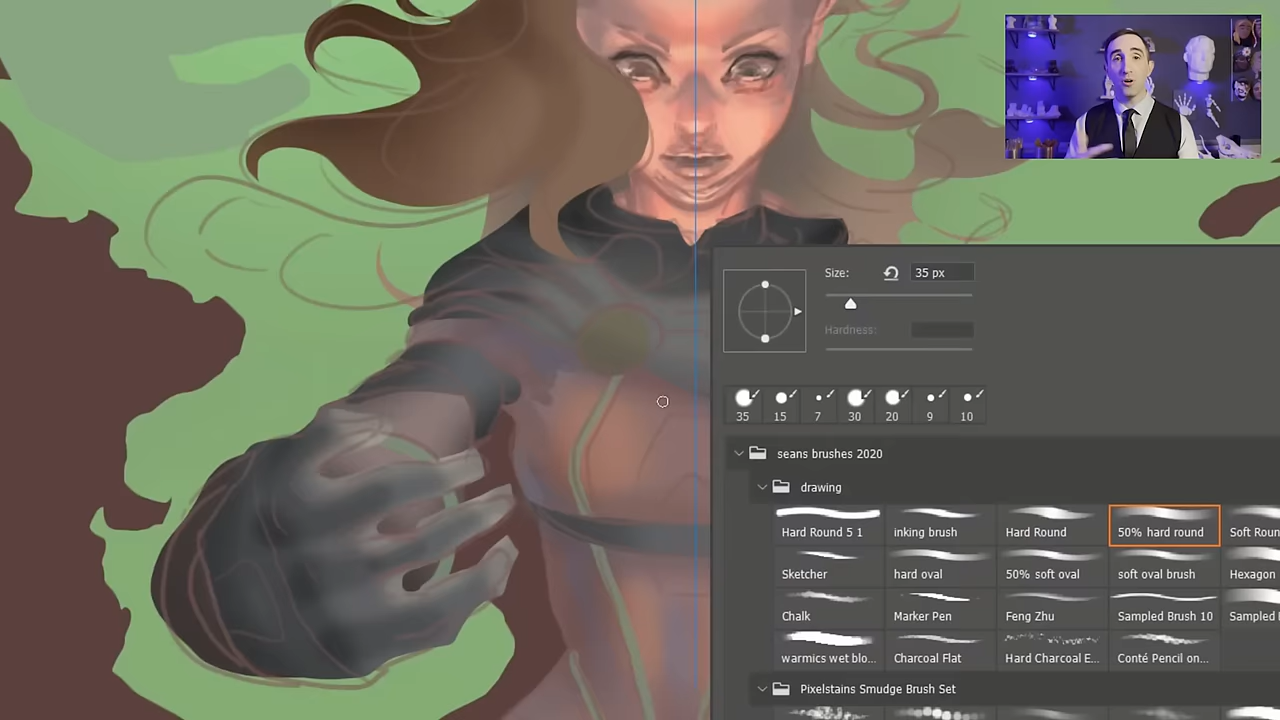 Size: 35 px
Hardness:
35 15 7 30 20 9 10
seans brushes 2020
drawing
Hard Round 5 1 inking brush Hard Round 50% hard round Soft Roun
Sketcher hard oval 50% soft oval soft oval brush Hexagon
Chalk Marker Pen Feng Zhu Sampled Brush 10 Sampled
warmics wet blo... Charcoal Flat Hard Charcoal E... Conté Pencil on...
Pixelstains Smudge Brush Set